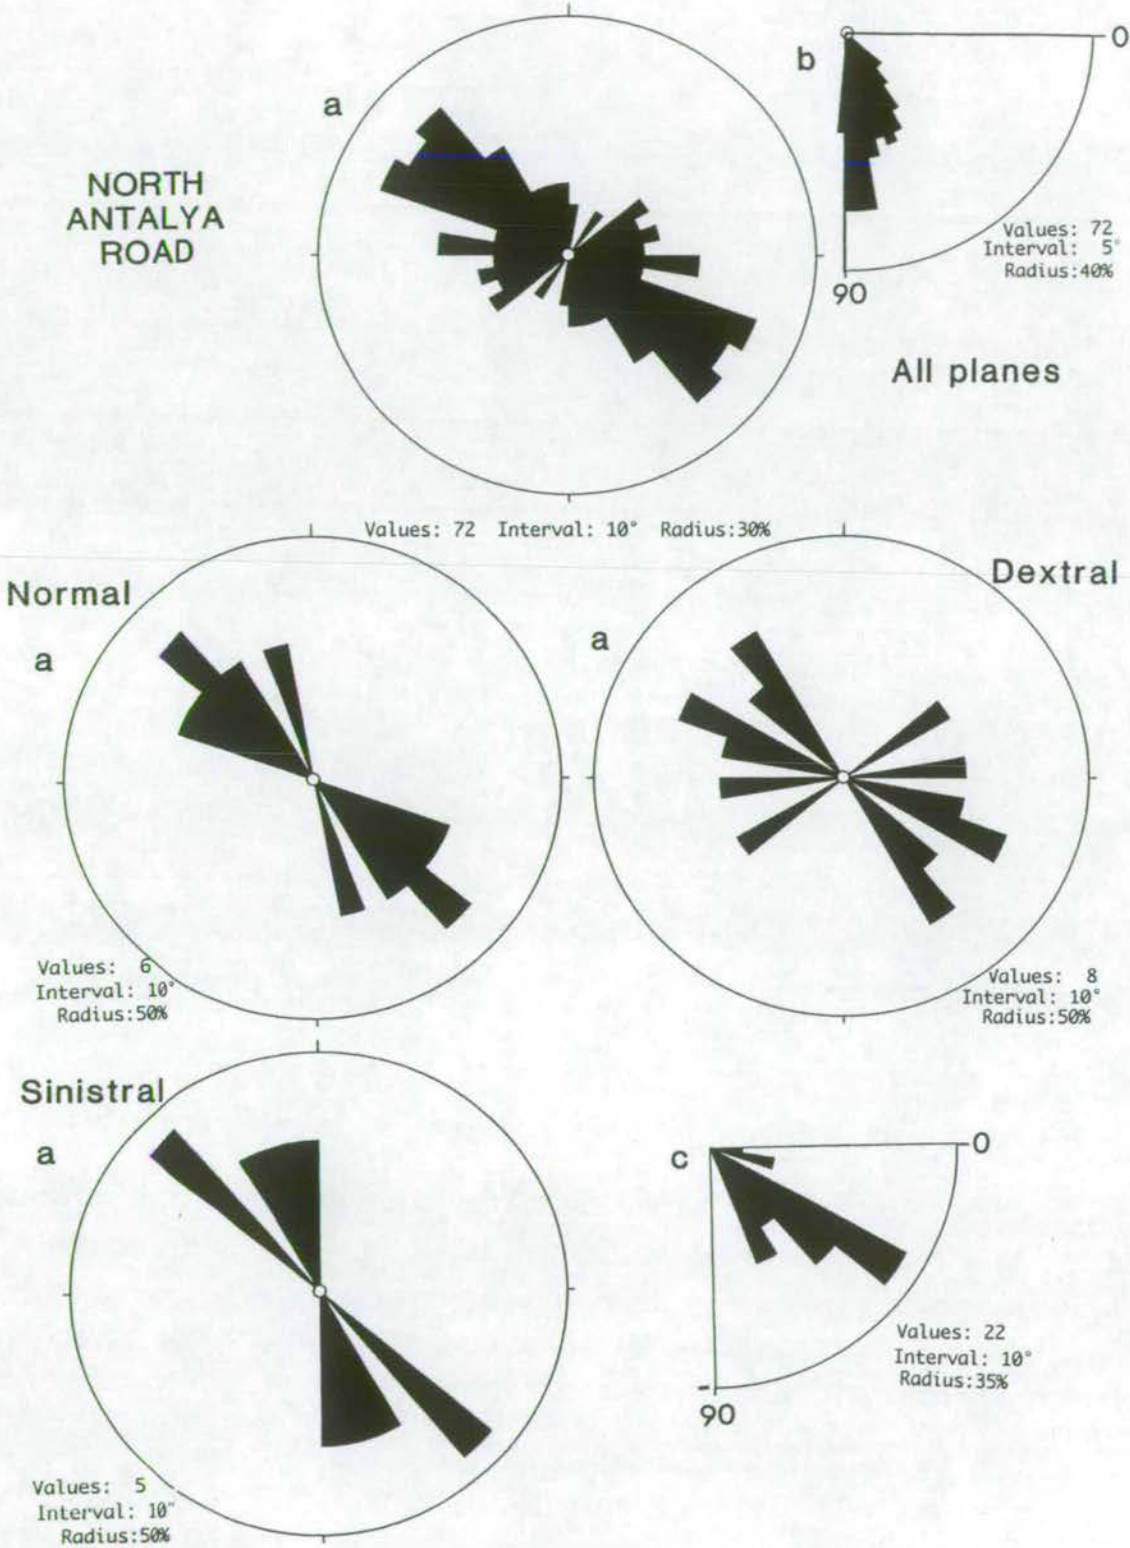 NORTH
ANTALYA
ROAD
a
b
0
90
Values: 72
Interval: 5°
Radius:40%
All planes
Values: 72 Interval: 10° Radius:30%
Normal
a
Values: 6
Interval: 10°
Radius:50%
Dextral
a
Values: 8
Interval: 10°
Radius:50%
Sinistral
a
Values: 5
Interval: 10"
Radius:50%
c
0
90
Values: 22
Interval: 10°
Radius:35%